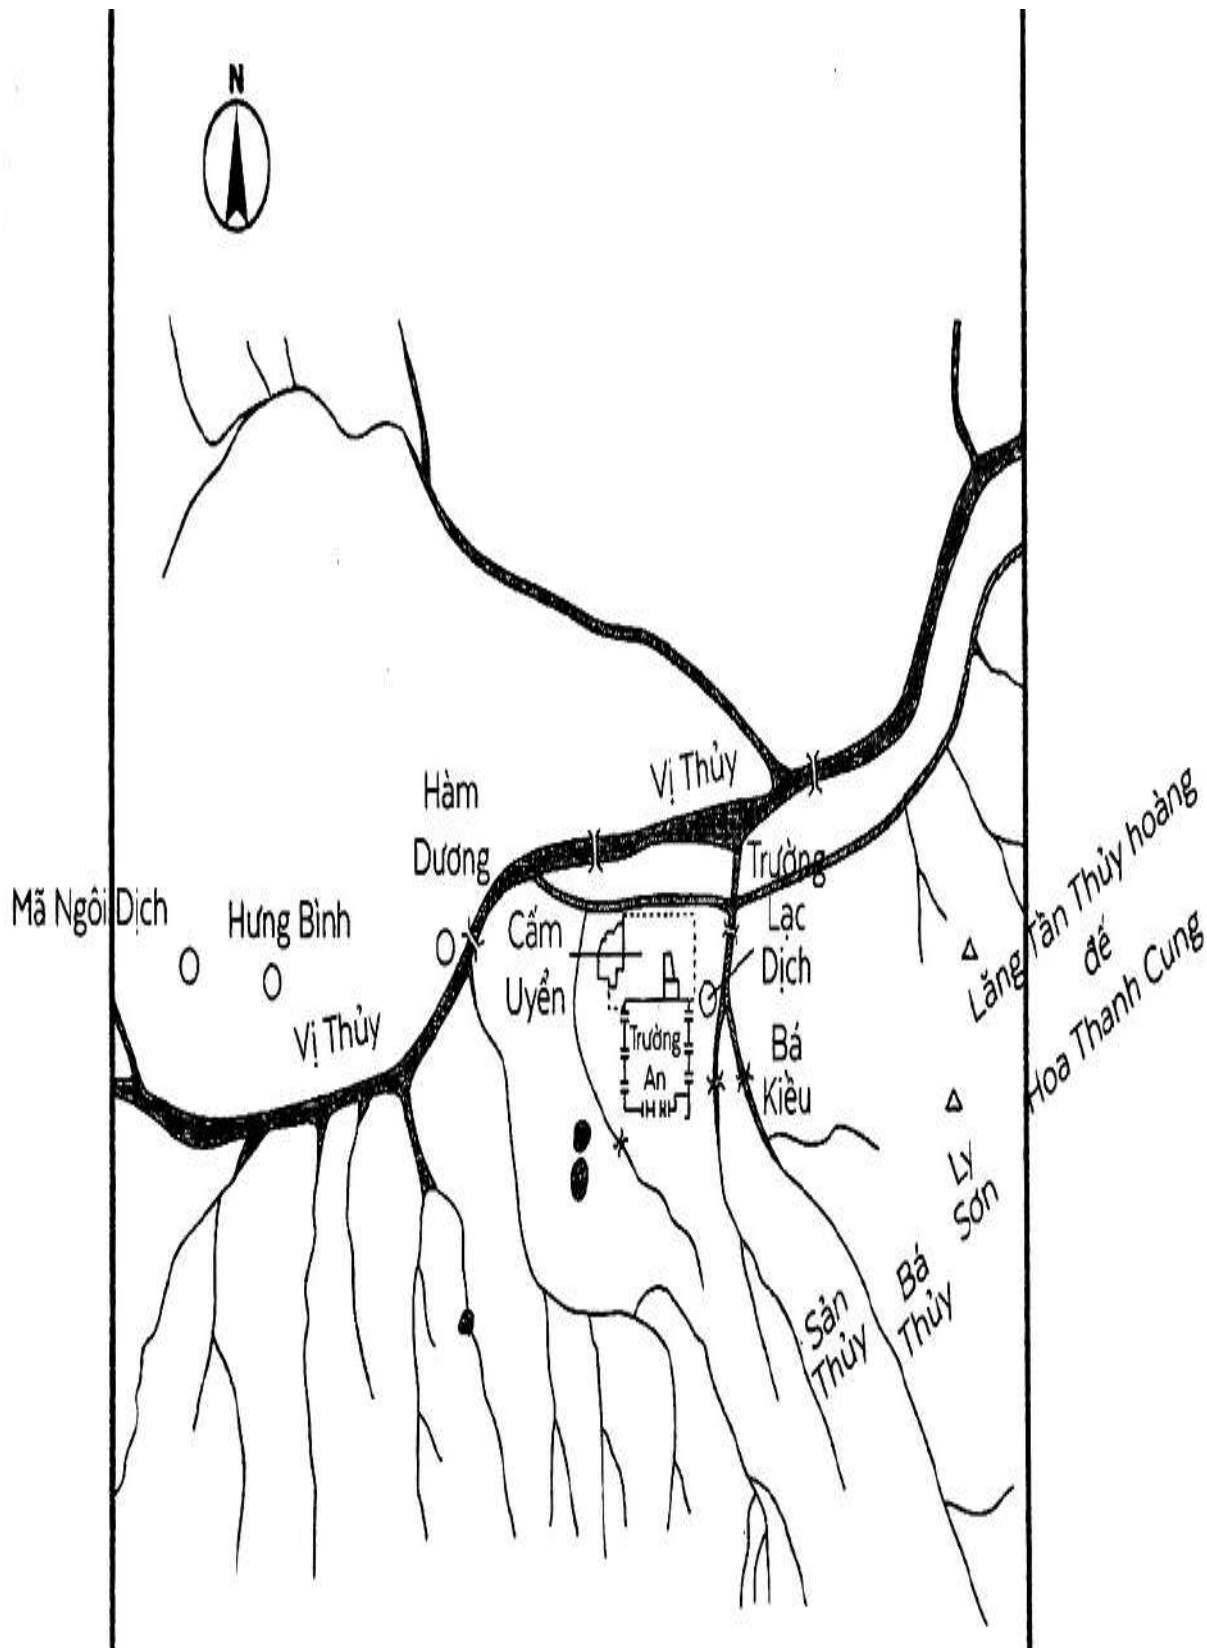 N
Vị Thủy
Hàm
Dương
Trường
Lạc
Dịch
Mã Ngôi Dịch
Hưng Bình
Cấm
Uyển
Lăng Tần Thủy hoàng
đế
Hoa Thanh Cung
Vị Thủy
Trường
An
Bá
Kiều
Ly
Sơn
Bá
Thủy
Sản
Thủy